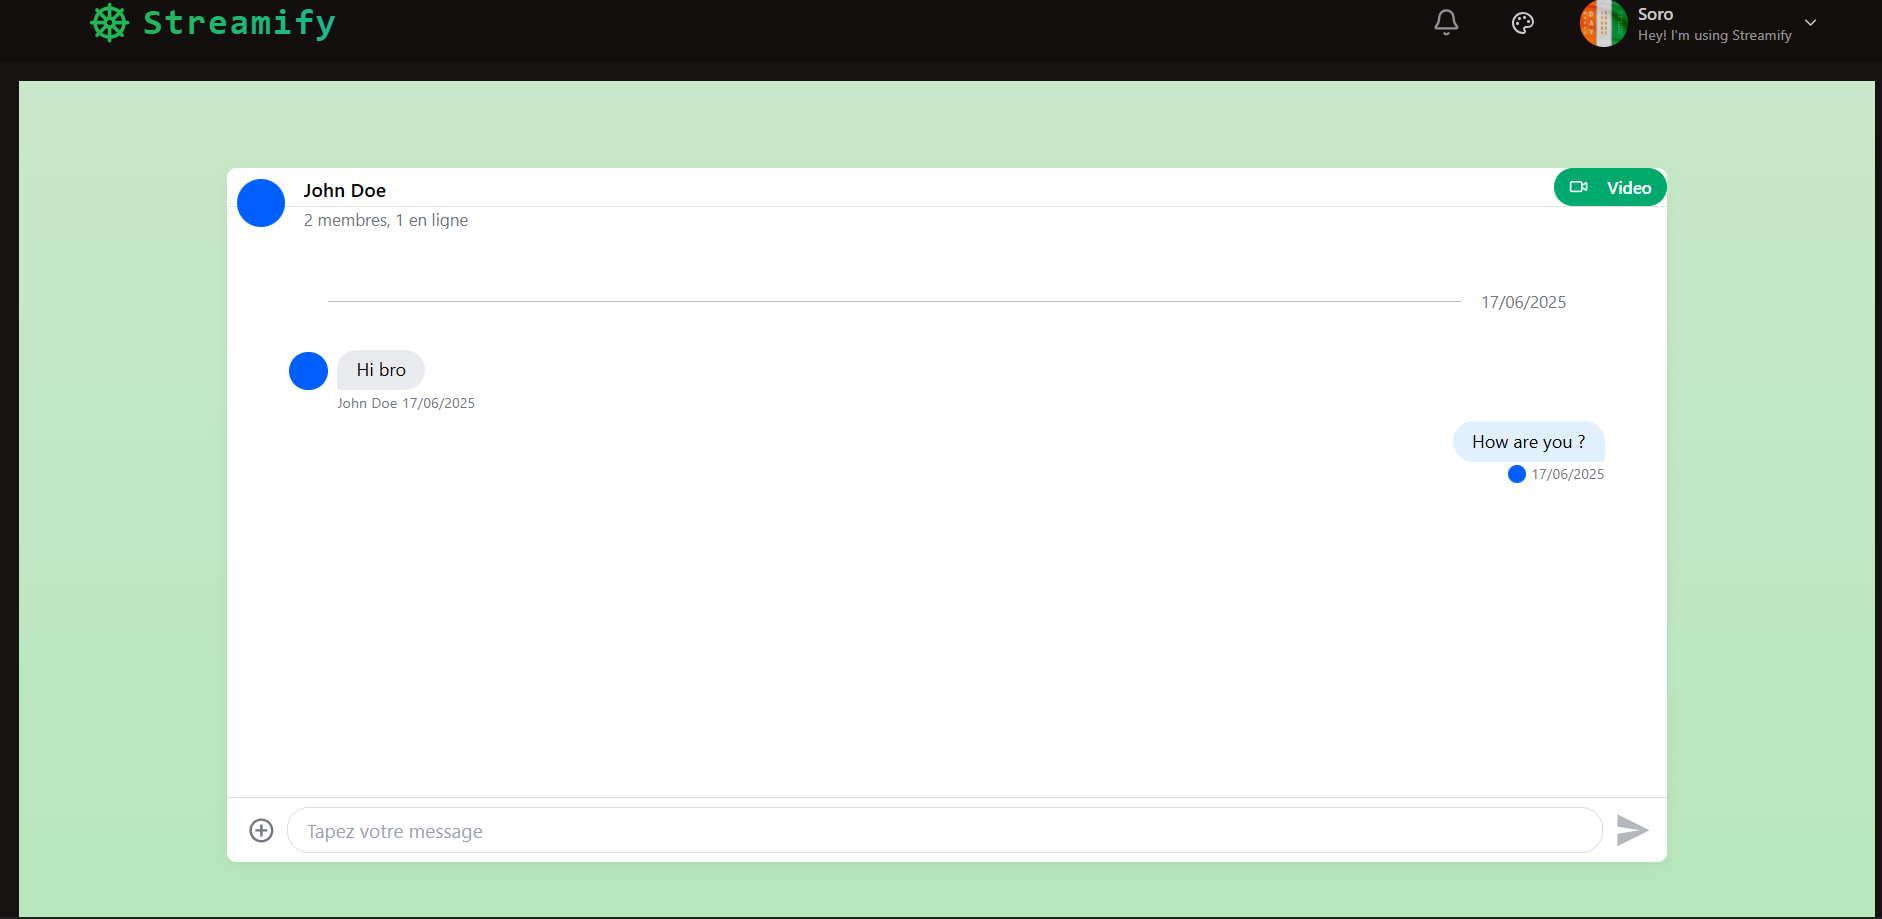 Streamify
Soro
Hey! I'm using Streamify
John Doe
Video
2 membres, 1 en ligne
17/06/2025
Hi bro
John Doe 17/06/2025
How are you ?
17/06/2025
Tapez votre message